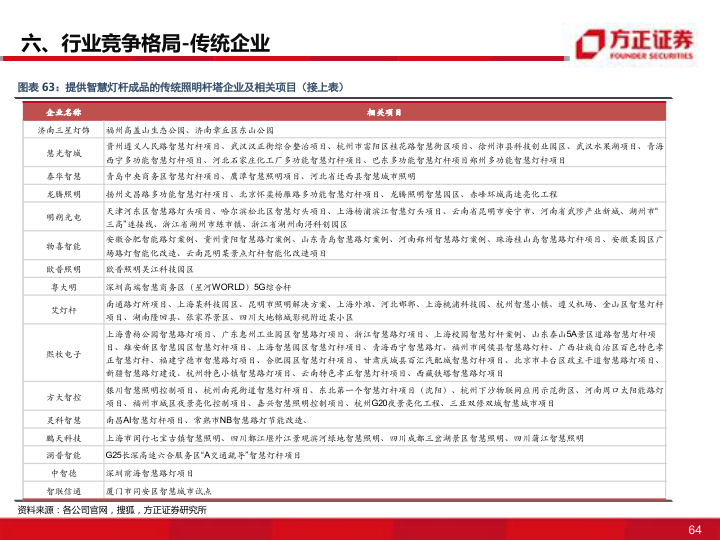 六、行业竞争格局-传统企业
方正证券
FOUNDER SECURITIES
图表 63：提供智慧灯杆成品的传统照明杆塔企业及相关项目（接上表）
企业名称 相关项目
济南三星灯饰 福州高盖山生态公园、济南章丘区东山公园
慧光智城 贵州遵义人民路智慧灯杆项目、武汉汉正街综合整治项目、杭州市富阳区桂花路智慧街区项目、徐州沛县科技创业园区、武汉水果湖项目、青海
西宁多功能智慧灯杆项目、河北石家庄化工厂多功能智慧灯杆项目、巴东多功能智慧灯杆项目郑州多功能智慧灯杆项目
泰华智慧 青岛中央商务区智慧灯杆项目、鹰潭智慧照明项目、河北省迁西县智慧城市照明
龙腾照明 扬州文昌路多功能智慧灯杆项目、北京怀柔杨雁路多功能智慧灯杆项目、龙腾照明智慧园区、赤峰环城高速亮化工程
明朔光电 天津河东区智慧路灯头项目、哈尔滨松北区智慧灯头项目、上海杨浦滨江智慧灯头项目、云南省昆明市安宁市、河南省武陟产业新城、湖州市“
三高”连接线、浙江省湖州市练市镇、浙江省湖州南浔科创园区
物喜智能 安徽合肥智能路灯案例、贵州贵阳智慧路灯案例、山东青岛智慧路灯案例、河南郑州智慧路灯案例、珠海桂山岛智慧路灯杆项目、安徽某园区广
场路灯智能化改造、云南昆明某景点灯杆智能化改造项目
欧普照明 欧普照明吴江科技园区
粤大明 深圳高端智慧商务区（星河WORLD）5G综合杆
艾灯杆 南通路灯所项目、上海某科技园区、昆明市照明解决方案、上海外滩、河北邯郸、上海杨浦科技园、杭州智慧小镇、遵义机场、金山区智慧灯杆
项目、湖南隆回县、张家界景区、四川大地锦城影视附近某小区
熙枚电子 上海曹杨公园智慧路灯项目、广东惠州工业园区智慧路灯项目、浙江智慧路灯项目、上海校园智慧灯杆案例、山东泰山5A景区道路智慧灯杆项
目、雄安新区智慧园区智慧灯杆项目、上海智慧园区智慧灯杆项目、青海西宁智慧路灯、福州市闽侯县智慧路灯杆、广西壮族自治区百色特色孝
正智慧灯杆、福建宁德市智慧路灯项目、合肥园区智慧灯杆项目、甘肃庆城县百汇汽配城智慧灯杆项目、北京市丰台区政主干道智慧路灯项目、
新疆智慧路灯建设、杭州特色小镇智慧路灯项目、云南特色孝正智慧灯杆项目、西藏铁塔智慧路灯项目
方大智控 银川智慧照明控制项目、杭州南苑街道智慧灯杆项目、东北第一个智慧灯杆项目（沈阳）、杭州下沙物联网应用示范街区、河南周口太阳能路灯
项目、福州市城区夜景亮化控制项目、嘉兴智慧照明控制项目、杭州G20夜景亮化工程、三亚双修双城智慧城市项目
灵科智慧 南昌AI智慧灯杆项目、常熟市NB智慧路灯节能改造、
鹏天科技 上海市闵行七宝古镇智慧照明、四川都江堰外江景观滨河绿地智慧照明、四川成都三岔湖景区智慧照明、四川蒲江智慧照明
润普智能 G25长深高速六合服务区“A交通疏导”智慧灯杆项目
中智德 深圳前海智慧路灯项目
智联信通 厦门市同安区智慧城市试点
资料来源：各公司官网，搜狐，方正证券研究所
64